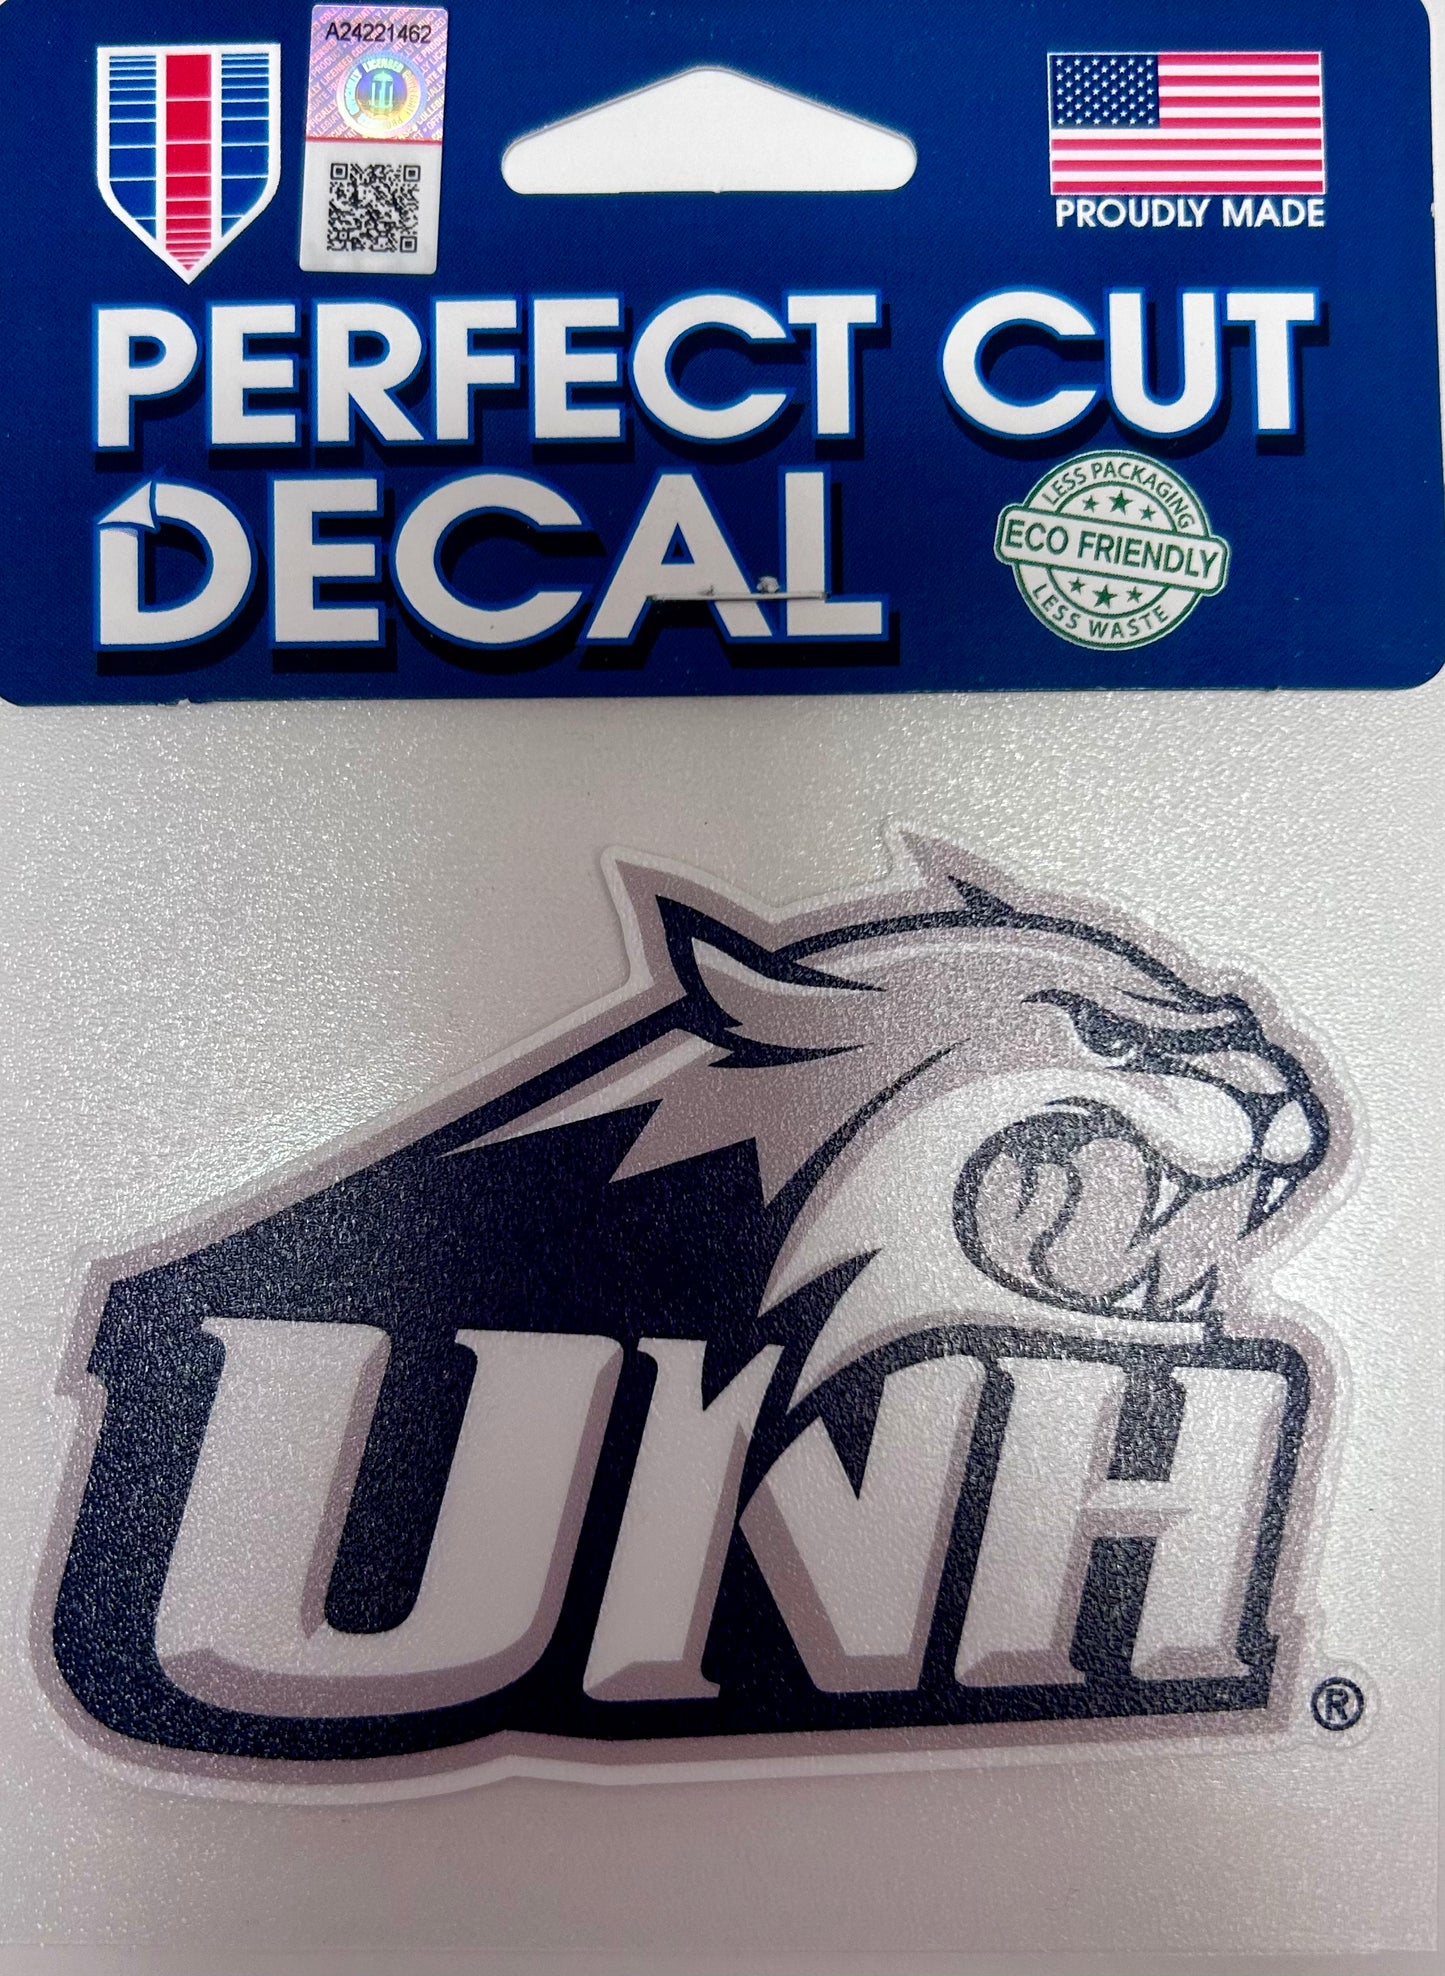 A24221462
PROUDLY MADE
PERFECT CUT
DECAL
LESS PACKAGING
ECO FRIENDLY
LESS WASTE
UNH
®